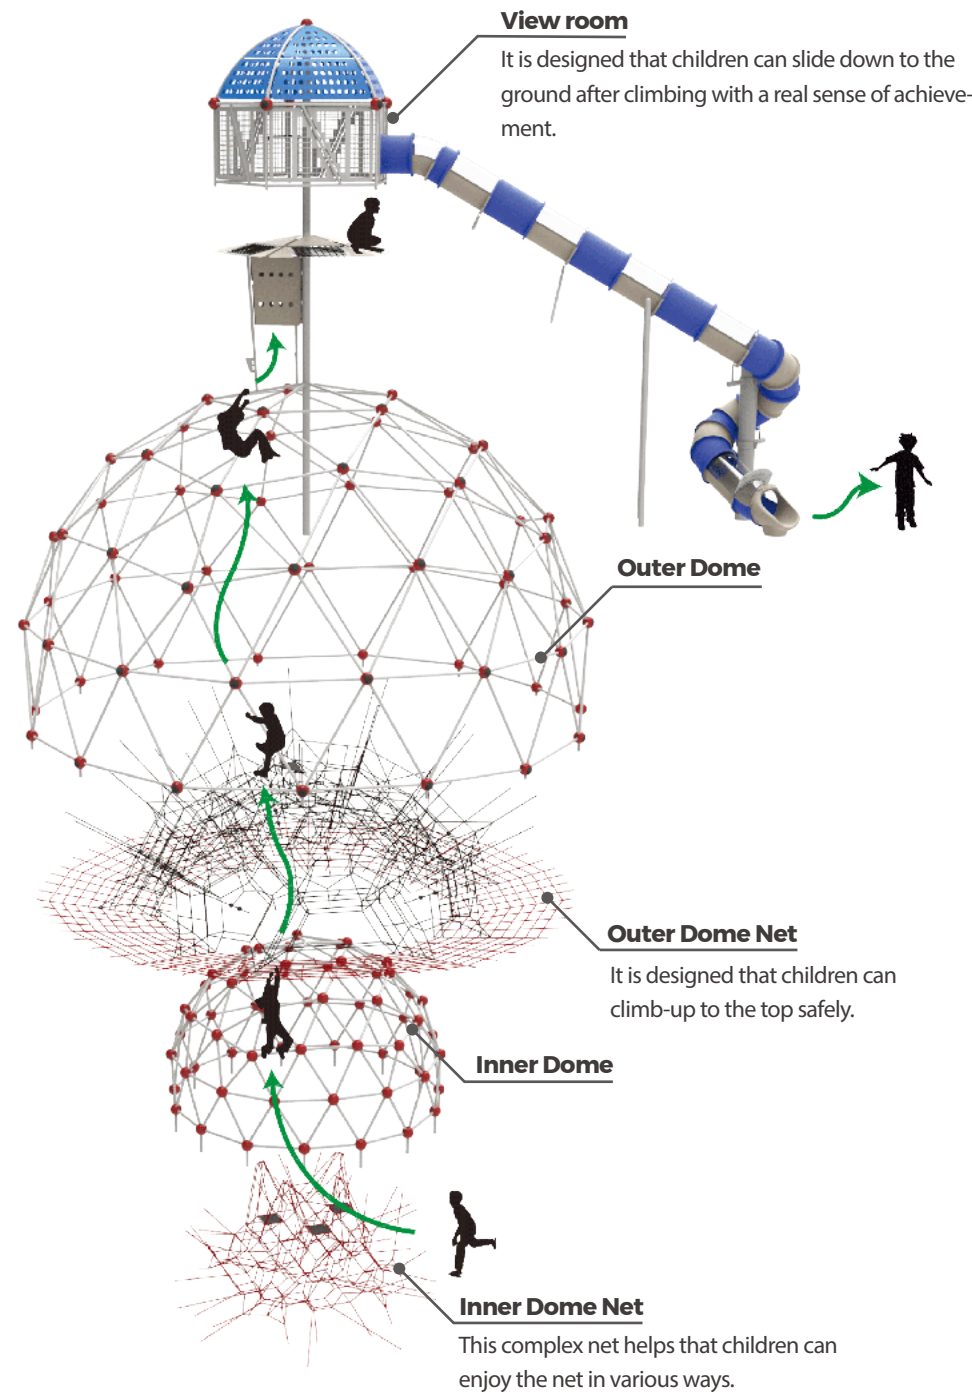 View room
It is designed that children can slide down to the
ground after climbing with a real sense of achieve-
ment.
Outer Dome
Outer Dome Net
It is designed that children can
climb-up to the top safely.
Inner Dome
Inner Dome Net
This complex net helps that children can
enjoy the net in various ways.